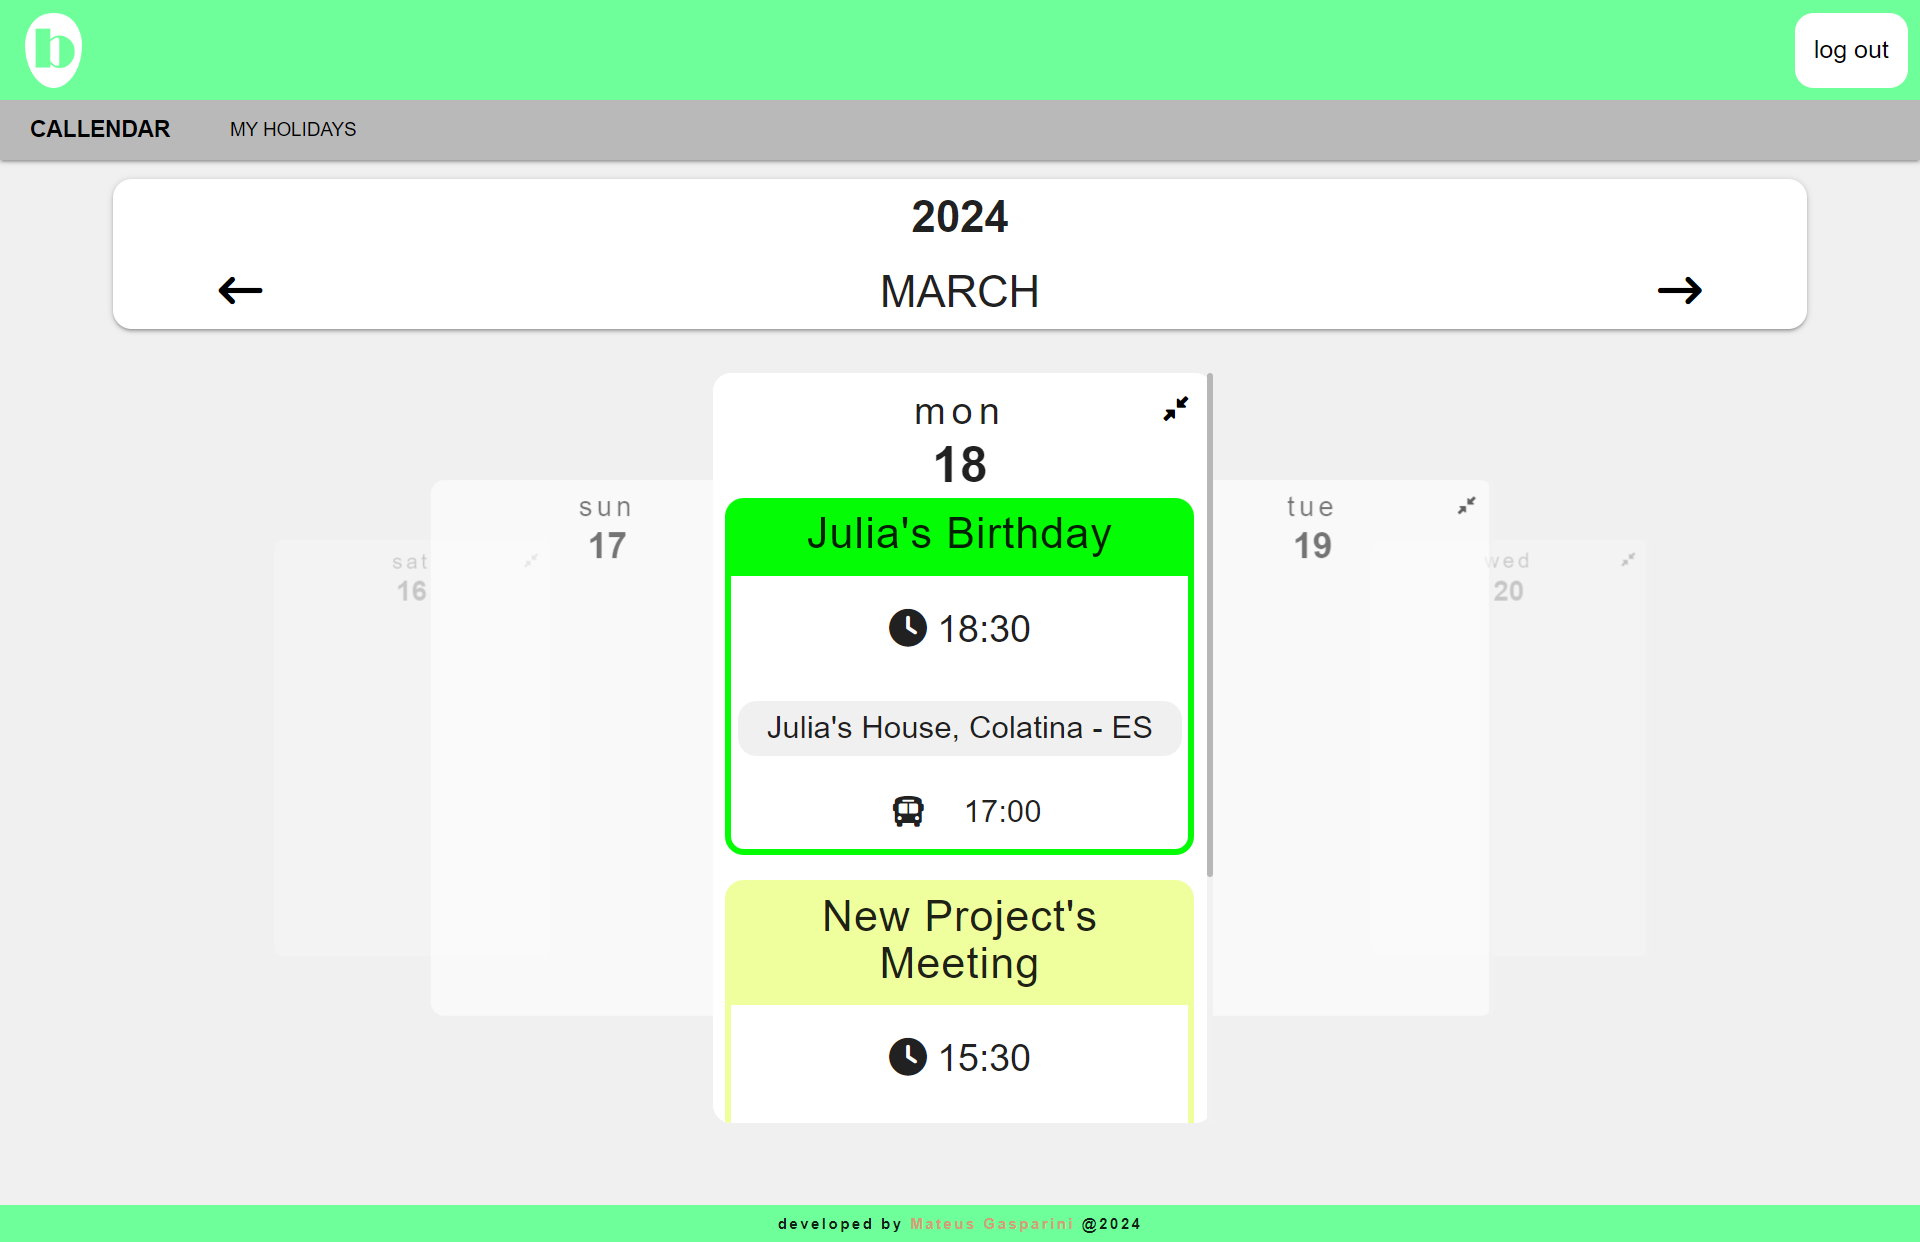 b
log out
CALLENDAR
MY HOLIDAYS
2024
MARCH
sat
16
sun
17
mon
18
Julia's Birthday
18:30
Julia's House, Colatina - ES
17:00
New Project's
Meeting
15:30
tue
19
wed
20
developed by Mateus Gasparini @2024